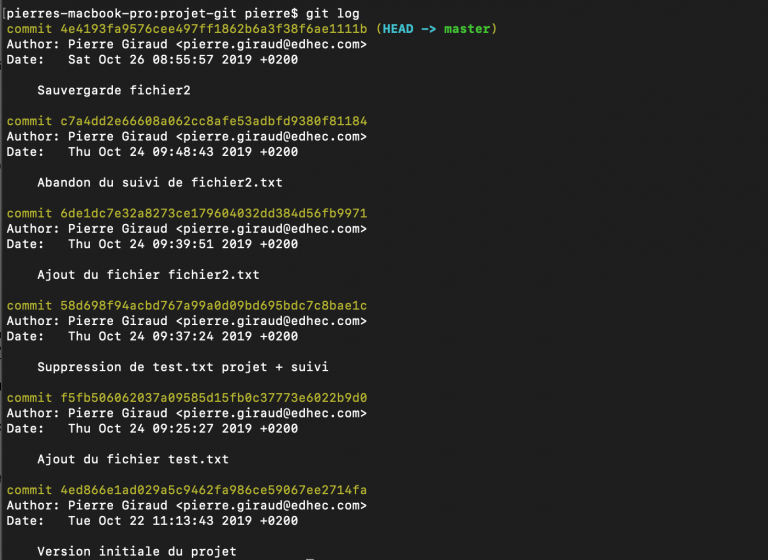 [pierres-macbook-pro:projet-git pierre$ git log
commit 4e4193fa9576cee497ff1862b6a3f38f6ae1111b (HEAD -> master)
Author: Pierre Giraud <pierre.giraud@edhec.com>
Date:   Sat Oct 26 08:55:57 2019 +0200
Sauvergarde fichier2
commit c7a4dd2e66608a062cc8afe53adbfd9380f81184
Author: Pierre Giraud <pierre.giraud@edhec.com>
Date:   Thu Oct 24 09:48:43 2019 +0200
Abandon du suivi de fichier2.txt
commit 6de1dc7e32a8273ce179604032dd384d56fb9971
Author: Pierre Giraud <pierre.giraud@edhec.com>
Date:   Thu Oct 24 09:39:51 2019 +0200
Ajout du fichier fichier2.txt
commit 58d698f94acbd767a99a0d09bd695bdc7c8bae1c
Author: Pierre Giraud <pierre.giraud@edhec.com>
Date:   Thu Oct 24 09:37:24 2019 +0200
Suppression de test.txt projet + suivi
commit f5fb506062037a09585d15fb0c37773e6022b9d0
Author: Pierre Giraud <pierre.giraud@edhec.com>
Date:   Thu Oct 24 09:25:27 2019 +0200
Ajout du fichier test.txt
commit 4ed866e1ad029a5c9462fa986ce59067ee2714fa
Author: Pierre Giraud <pierre.giraud@edhec.com>
Date:   Tue Oct 22 11:13:43 2019 +0200
Version initiale du projet